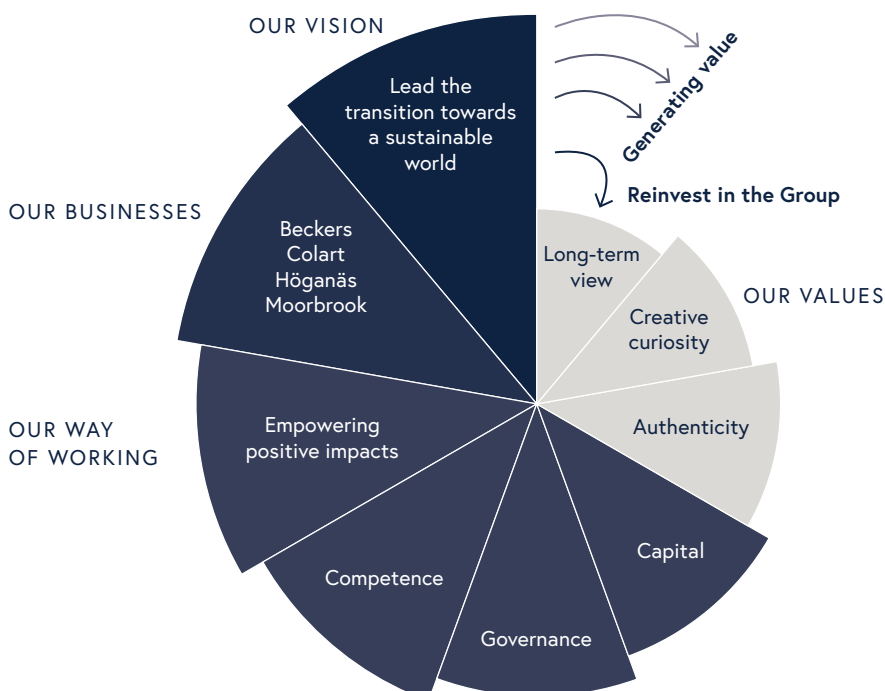 OUR VISION
Lead the
transition towards
a sustainable
world
Generating value
Reinvest in the Group
OUR BUSINESSES
Beckers
Colart
Höganäs
Moorbrook
Long-term
view
Creative
curiosity
OUR VALUES
Authenticity
OUR WAY
OF WORKING
Empowering
positive impacts
Capital
Competence
Governance